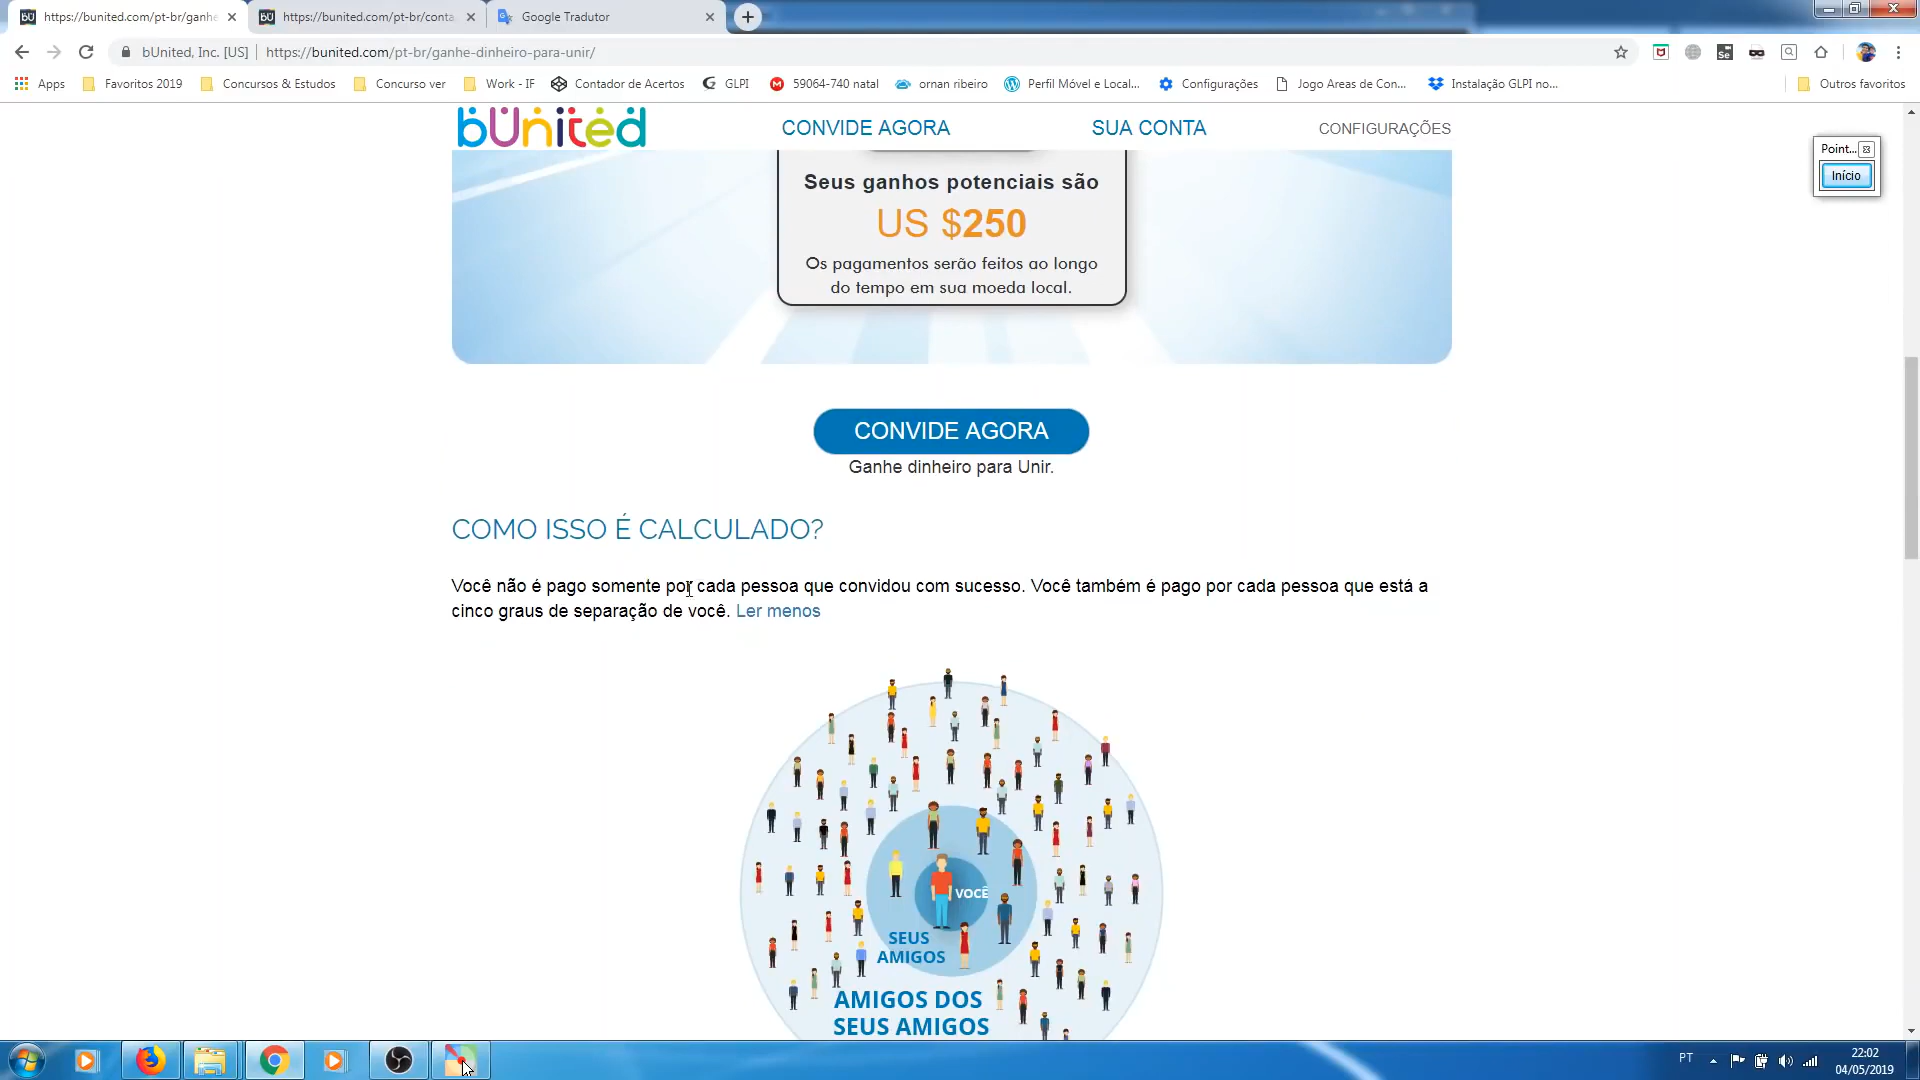 https://bunited.com/pt-br/ganhe
https://bunited.com/pt-br/conta
Google Tradutor
bUnited, Inc. [US] | https://bunited.com/pt-br/ganhe-dinheiro-para-unir/
Apps Favoritos 2019 Concursos & Estudos Concurso ver Work - IF Contador de Acertos GLPI 59064-740 natal ornan ribeiro Perfil Móvel e Local... Configurações Jogo Areas de Con... Instalação GLPI no... Outros favoritos
bUnited CONVIDE AGORA SUA CONTA CONFIGURAÇÕES
Point...
Início
Seus ganhos potenciais são
US $250
Os pagamentos serão feitos ao longo
do tempo em sua moeda local.
CONVIDE AGORA
Ganhe dinheiro para Unir.
COMO ISSO É CALCULADO?
Você não é pago somente por cada pessoa que convidou com sucesso. Você também é pago por cada pessoa que está a
cinco graus de separação de você. Ler menos
VOCÊ
SEUS
AMIGOS
AMIGOS DOS
SEUS AMIGOS
PT
22:02
04/05/2019